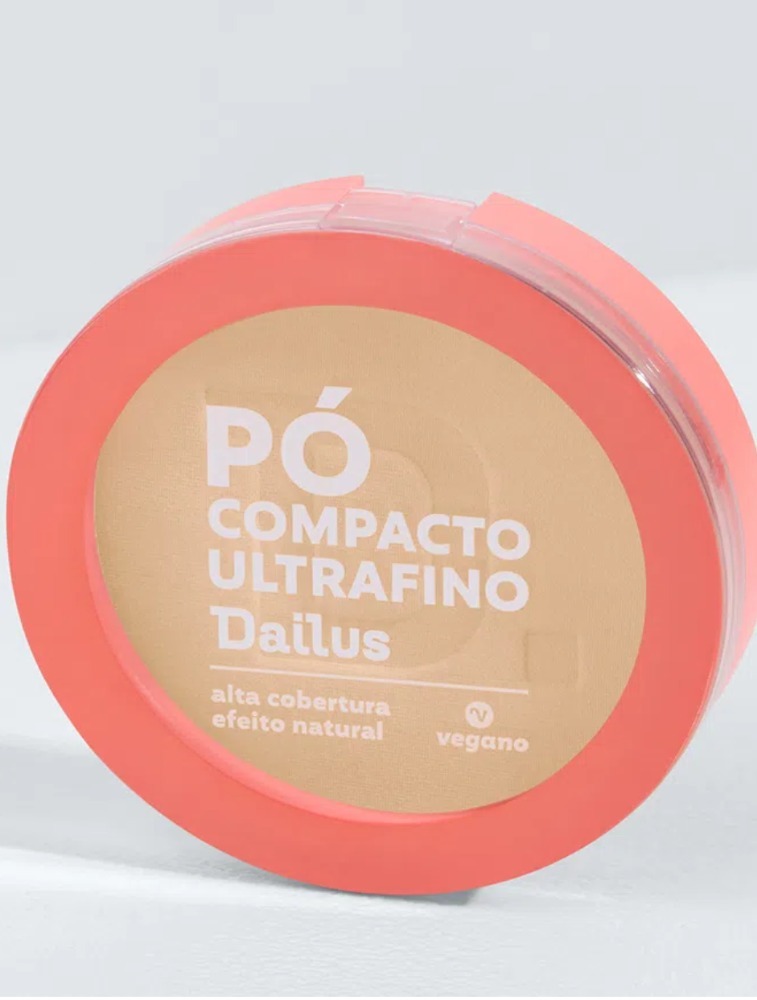 PÓ
COMPACTO
ULTRAFINO
Dailus
alta cobertura
efeito natural
vegano
D.